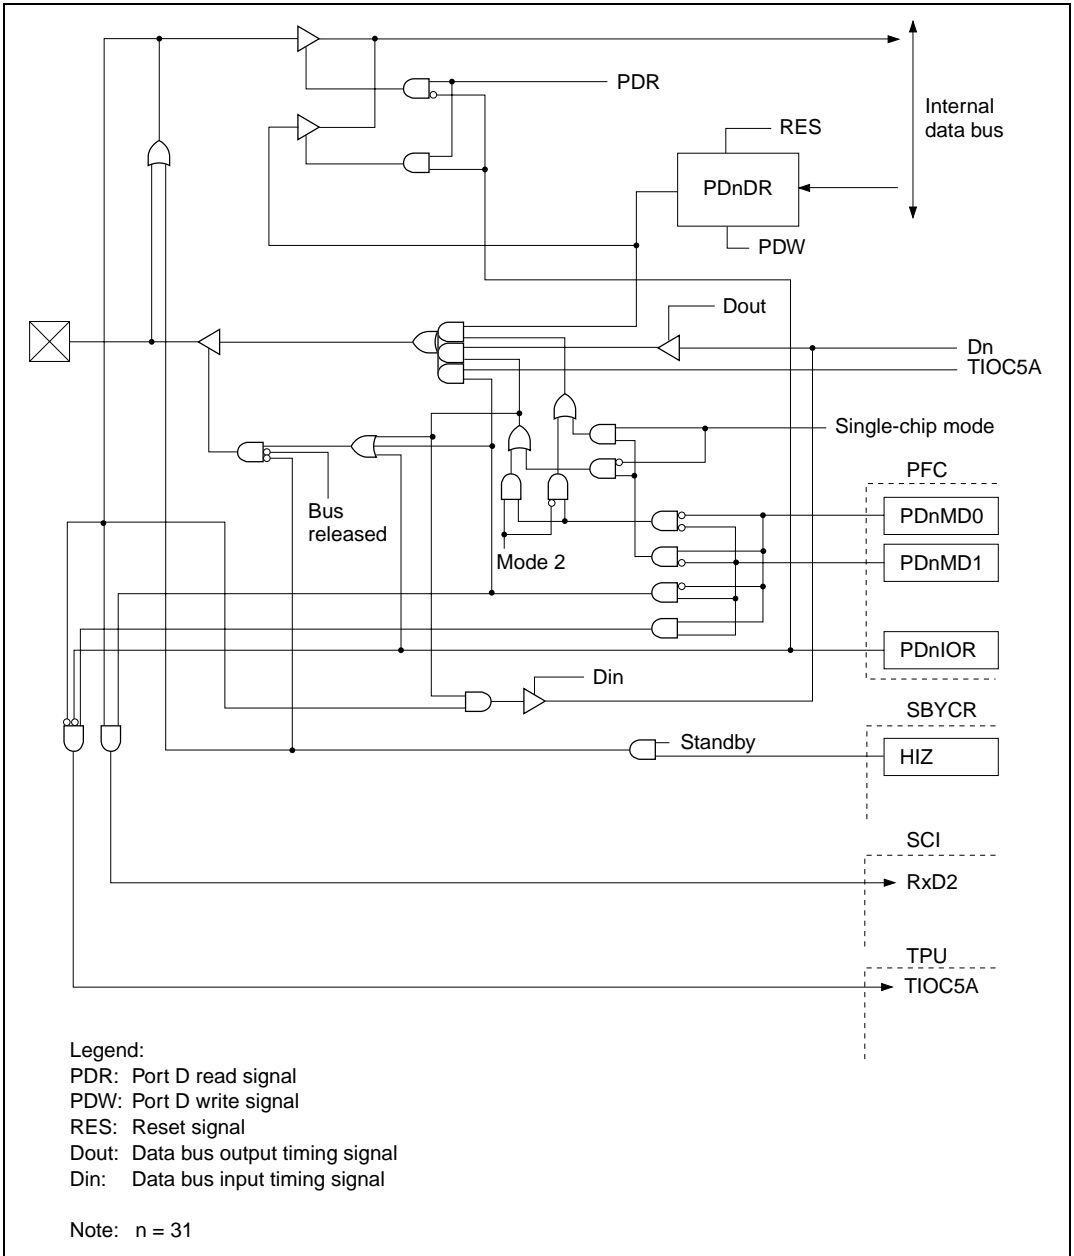 PDR
Internal
data bus
RES
PDnDR
PDW
Dout
Dn
TIOC5A
Single-chip mode
PFC
PDnMD0
Bus
released
Mode 2
PDnMD1
PDnIOR
Din
SBYCR
Standby
HIZ
SCI
RxD2
TPU
TIOC5A
Legend:
PDR: Port D read signal
PDW: Port D write signal
RES: Reset signal
Dout: Data bus output timing signal
Din: Data bus input timing signal
Note: n = 31